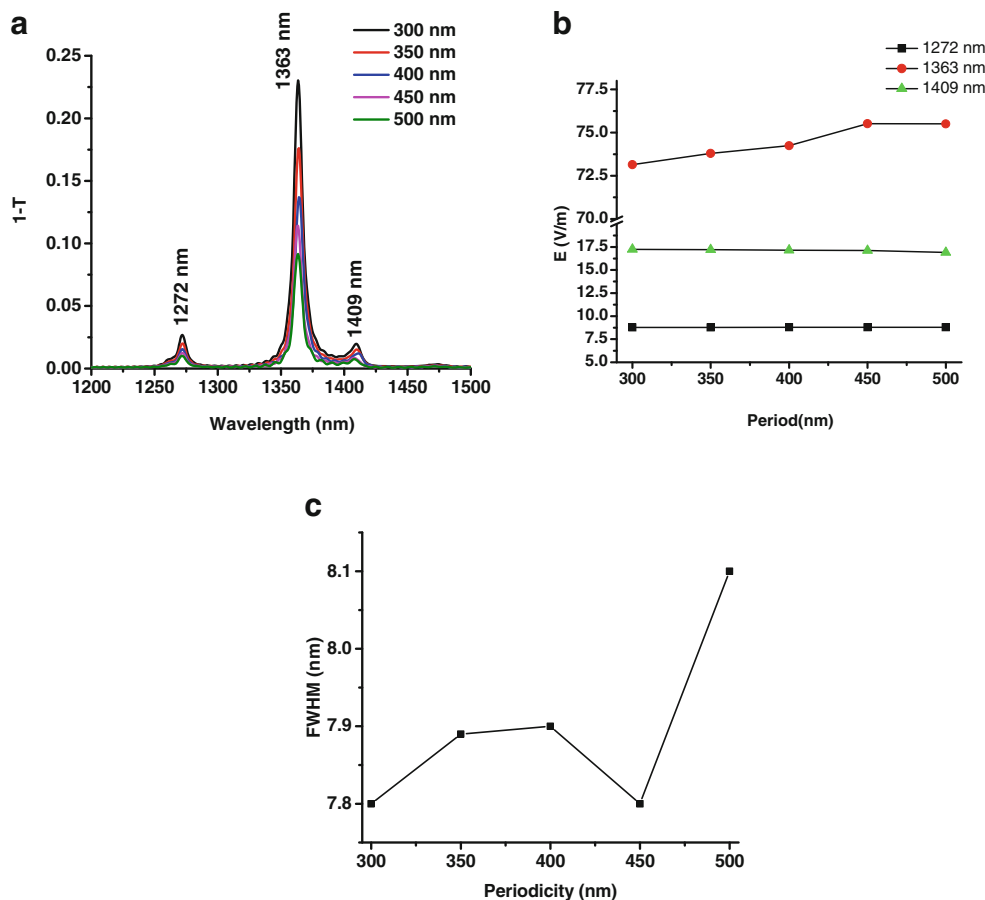 a
1363 nm
1272 nm
1409 nm
300 nm
350 nm
400 nm
450 nm
500 nm
0.25
0.20
0.15
0.10
0.05
0.00
1-T
1200 1250 1300 1350 1400 1450 1500
Wavelength (nm)
b
1272 nm
1363 nm
1409 nm
77.5
75.0
72.5
70.0
17.5
15.0
10.0
7.5
5.0
E (V/m)
300 350 400 450 500
Period(nm)
c
8.1
8.0
7.9
7.8
FWHM (nm)
300 350 400 450 500
Periodicity (nm)